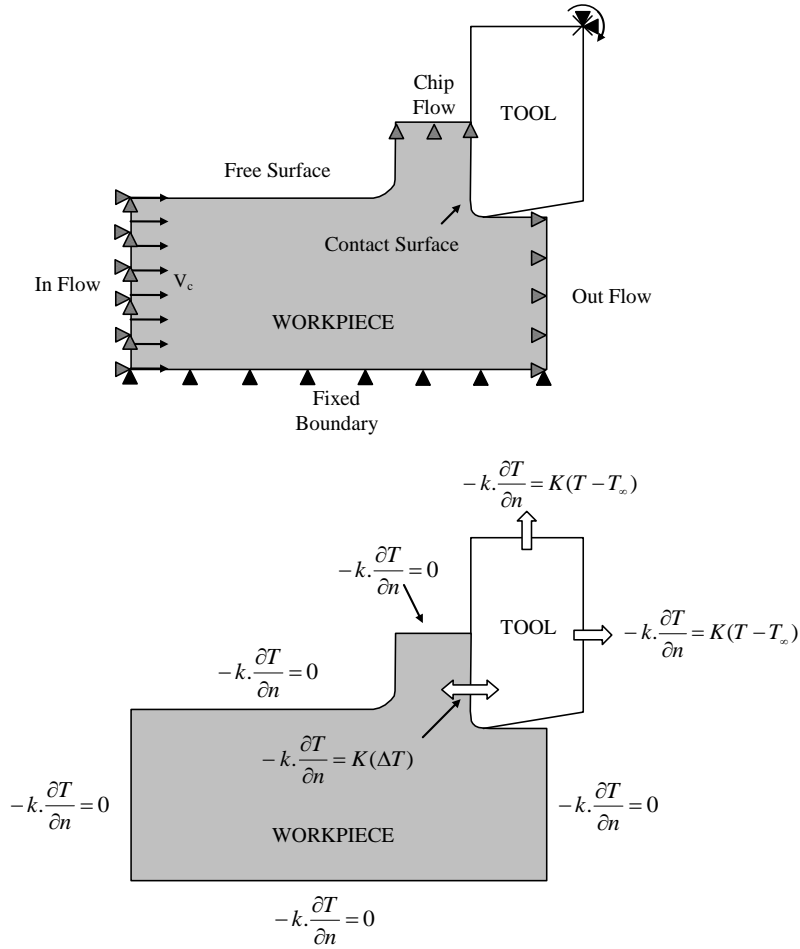 Chip
Flow
TOOL
Free Surface
Contact Surface
In Flow
V_c
Out Flow
WORKPIECE
Fixed
Boundary
−k.∂T/∂n = K(T − T_∞)
−k.∂T/∂n = 0
TOOL
−k.∂T/∂n = K(T − T_∞)
−k.∂T/∂n = 0
−k.∂T/∂n = K(ΔT)
−k.∂T/∂n = 0
−k.∂T/∂n = 0
WORKPIECE
−k.∂T/∂n = 0